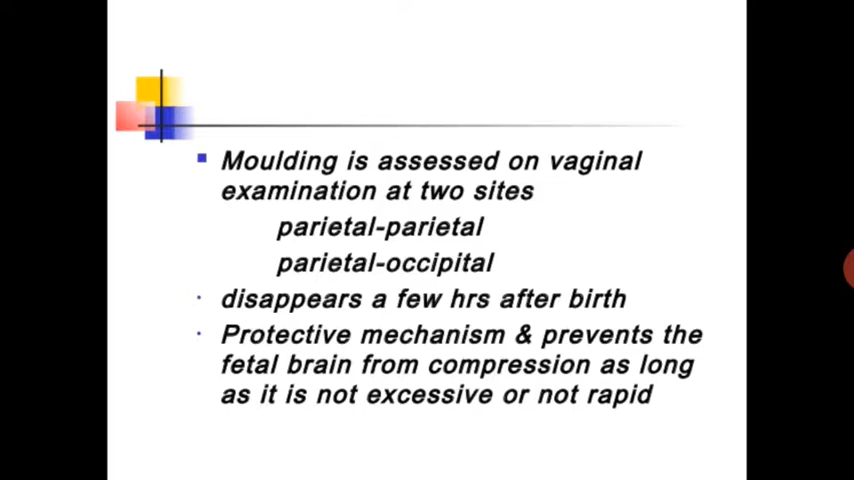 Moulding is assessed on vaginal
examination at two sites
parietal-parietal
parietal-occipital
disappears a few hrs after birth
Protective mechanism & prevents the
fetal brain from compression as long
as it is not excessive or not rapid